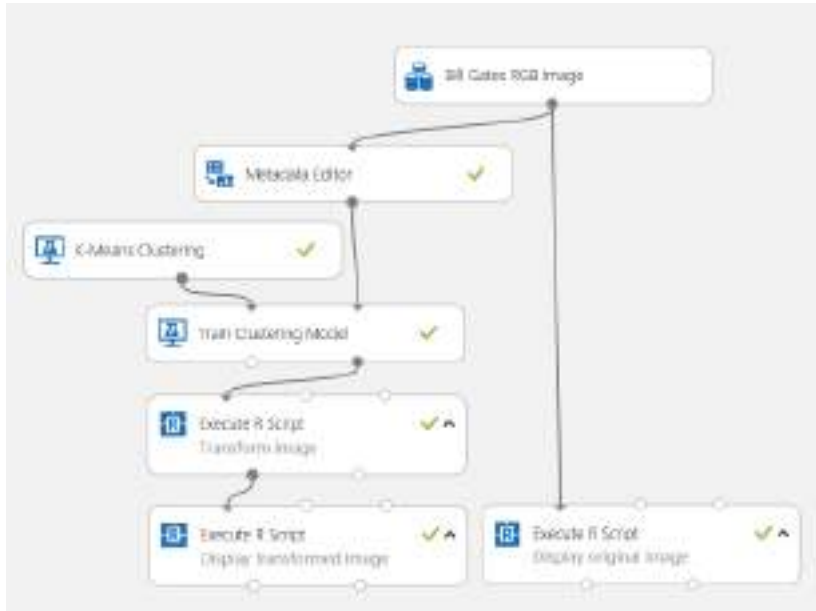 Bill Gates RGB Image
Metadata Editor
K-Means Clustering
Train Clustering Model
Execute R Script
Transform Image
Execute R Script
Display transformed image
Execute R Script
Display original image